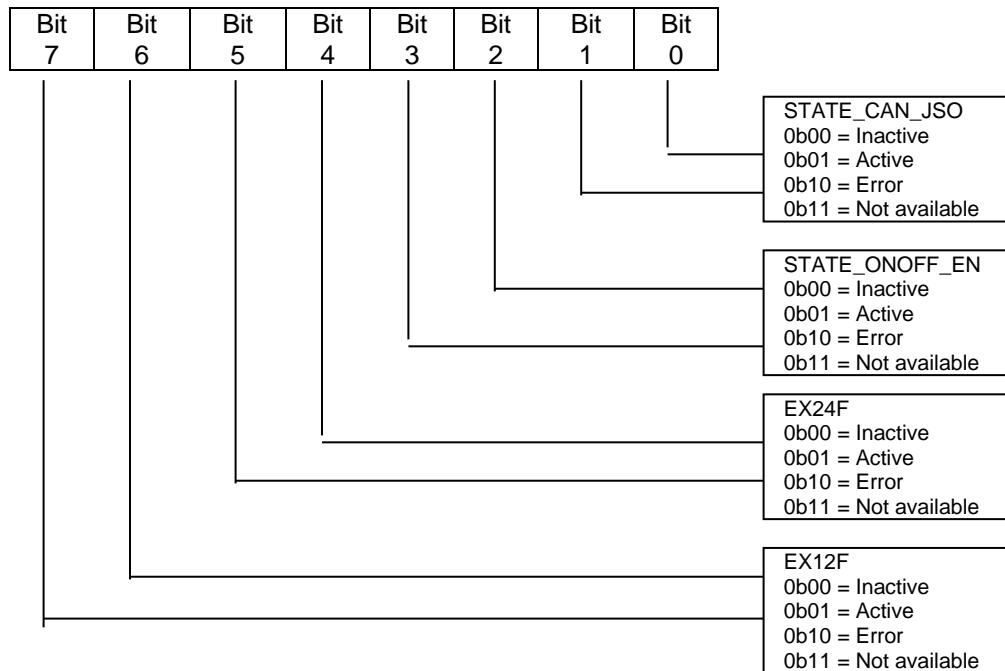 Bit Bit Bit Bit Bit Bit Bit Bit
7 6 5 4 3 2 1 0
STATE_CAN_JSO
0b00 = Inactive
0b01 = Active
0b10 = Error
0b11 = Not available
STATE_ONOFF_EN
0b00 = Inactive
0b01 = Active
0b10 = Error
0b11 = Not available
EX24F
0b00 = Inactive
0b01 = Active
0b10 = Error
0b11 = Not available
EX12F
0b00 = Inactive
0b01 = Active
0b10 = Error
0b11 = Not available